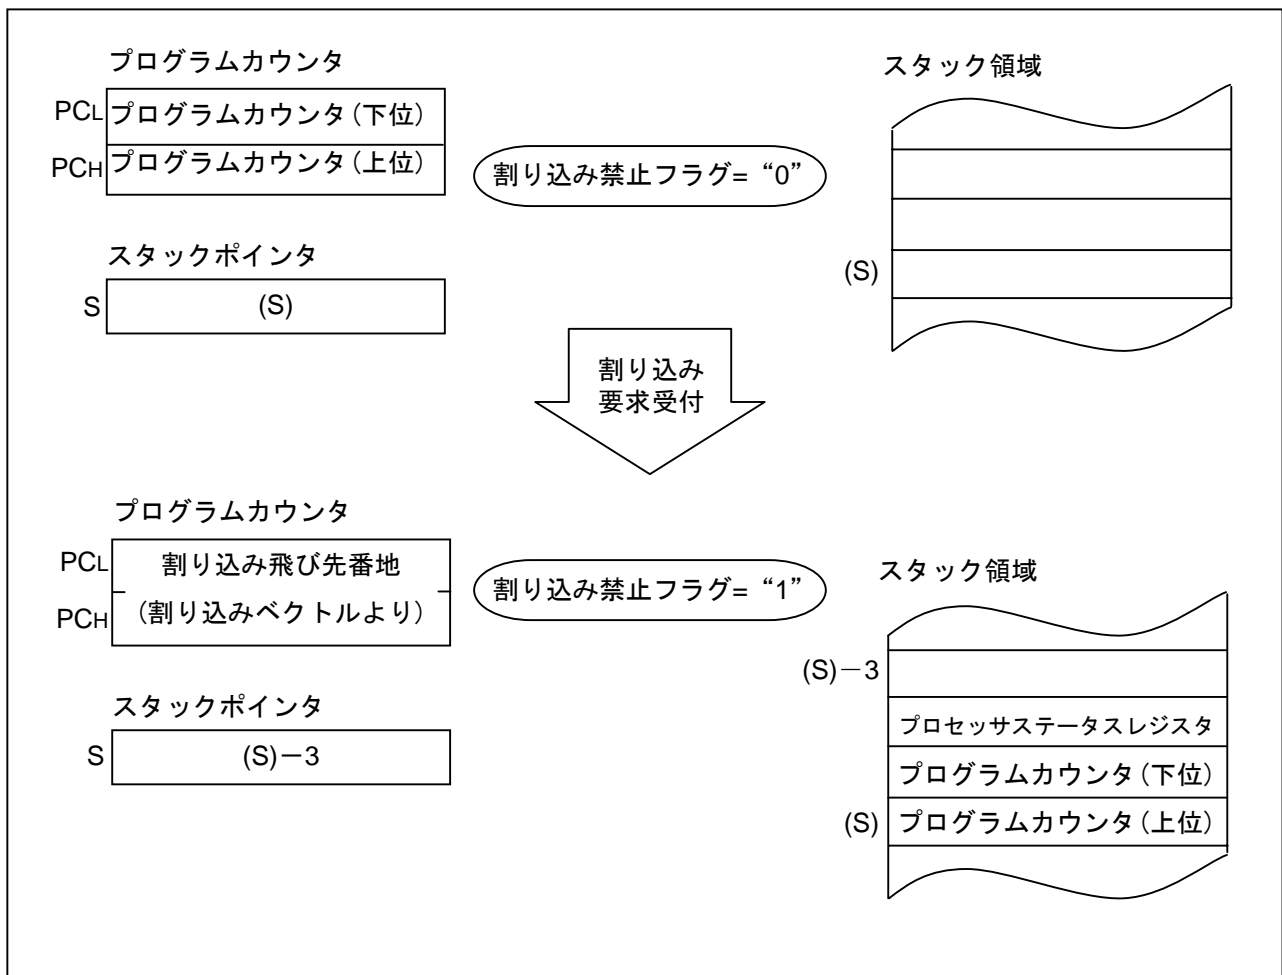 プログラムカウンタ
PCL プログラムカウンタ(下位)
PCH プログラムカウンタ(上位)
割り込み禁止フラグ= “0”
スタックポインタ
S (S)
スタック領域
(S)
割り込み
要求受付
プログラムカウンタ
PCL 割り込み飛び先番地
PCH (割り込みベクトルより)
割り込み禁止フラグ= “1”
スタックポインタ
S (S)-3
スタック領域
(S)-3
プロセッサステータスレジスタ
プログラムカウンタ(下位)
(S) プログラムカウンタ(上位)